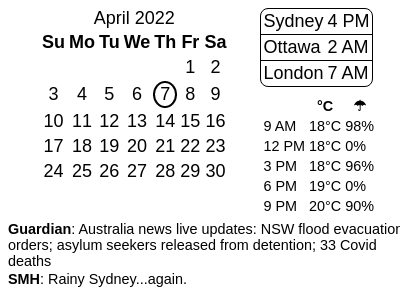 April 2022
Su Mo Tu We Th Fr Sa
1 2
3 4 5 6 7 8 9
10 11 12 13 14 15 16
17 18 19 20 21 22 23
24 25 26 27 28 29 30
Sydney 4 PM
Ottawa 2 AM
London 7 AM
°C ☂
9 AM 18°C 98%
12 PM 18°C 0%
3 PM 18°C 96%
6 PM 19°C 0%
9 PM 20°C 90%
Guardian: Australia news live updates: NSW flood evacuation
orders; asylum seekers released from detention; 33 Covid
deaths
SMH: Rainy Sydney...again.